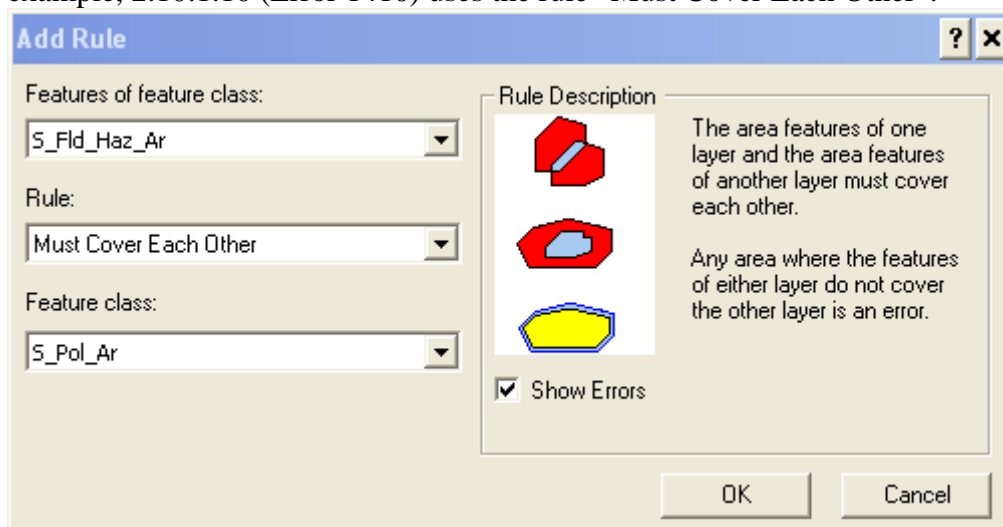 example, 2.10.1.10 (Error 1410) uses the rule "Must Cover Each Other".
Add Rule
Features of feature class:
S_Fld_Haz_Ar
Rule:
Must Cover Each Other
Feature class:
S_Pol_Ar
Rule Description
The area features of one
layer and the area features
of another layer must cover
each other.
Any area where the features
of either layer do not cover
the other layer is an error.
Show Errors
OK
Cancel